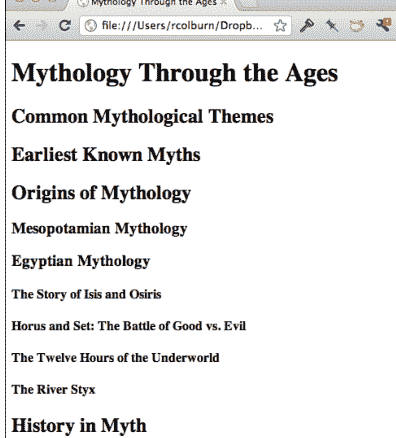 Mythology Through the Ages
file:///Users/rcolburn/Dropb...
Mythology Through the Ages
Common Mythological Themes
Earliest Known Myths
Origins of Mythology
Mesopotamian Mythology
Egyptian Mythology
The Story of Isis and Osiris
Horus and Set: The Battle of Good vs. Evil
The Twelve Hours of the Underworld
The River Styx
History in Myth